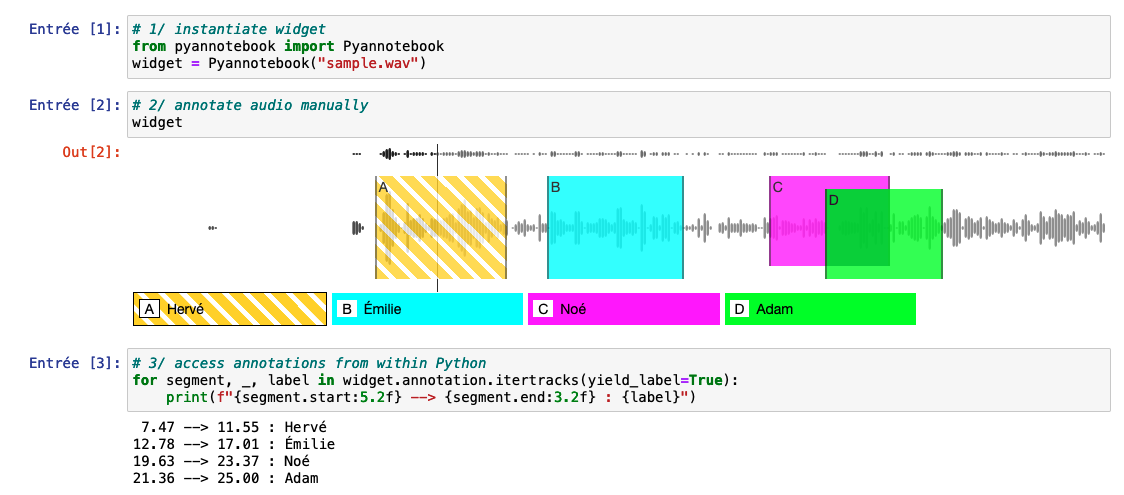 Entrée [1]: # 1/ instantiate widget
from pyannotebook import Pyannotebook
widget = Pyannotebook("sample.wav")
Entrée [2]: # 2/ annotate audio manually
widget
Out[2]:
A B C
D
A Hervé B Émilie C Noé D Adam
Entrée [3]: # 3/ access annotations from within Python
for segment, _, label in widget.annotation.itertracks(yield_label=True):
    print(f"{segment.start:5.2f} --> {segment.end:3.2f} : {label}")
 7.47 --> 11.55 : Hervé
12.78 --> 17.01 : Émilie
19.63 --> 23.37 : Noé
21.36 --> 25.00 : Adam